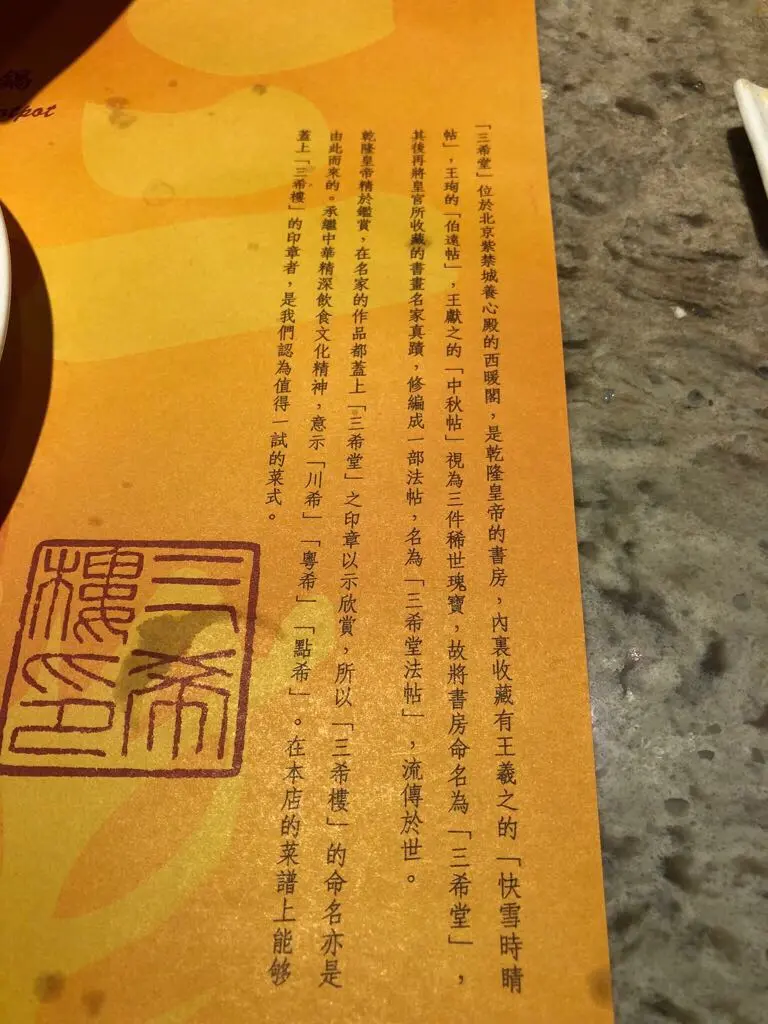 「三希堂」位於北京紫禁城養心殿的西暖閣，是乾隆皇帝的書房，內裏收藏有王羲之的「快雪時晴
帖」，王珣的「伯遠帖」，王獻之的「中秋帖」視為三件稀世瑰寶，故將書房命名為「三希堂」，
其後再將皇宮所收藏的書畫名家真蹟，修編成一部法帖，名為「三希堂法帖」，流傳於世。
乾隆皇帝精於鑑賞，在名家的作品都蓋上「三希堂」之印章以示欣賞，所以「三希樓」的命名亦是
由此而來的。承繼中華精深飲食文化精神，意示「川希」「粵希」「點希」。在本店的菜譜上能够
蓋上「三希樓」的印章者，是我們認為值得一試的菜式。
三希
樓印
鍋